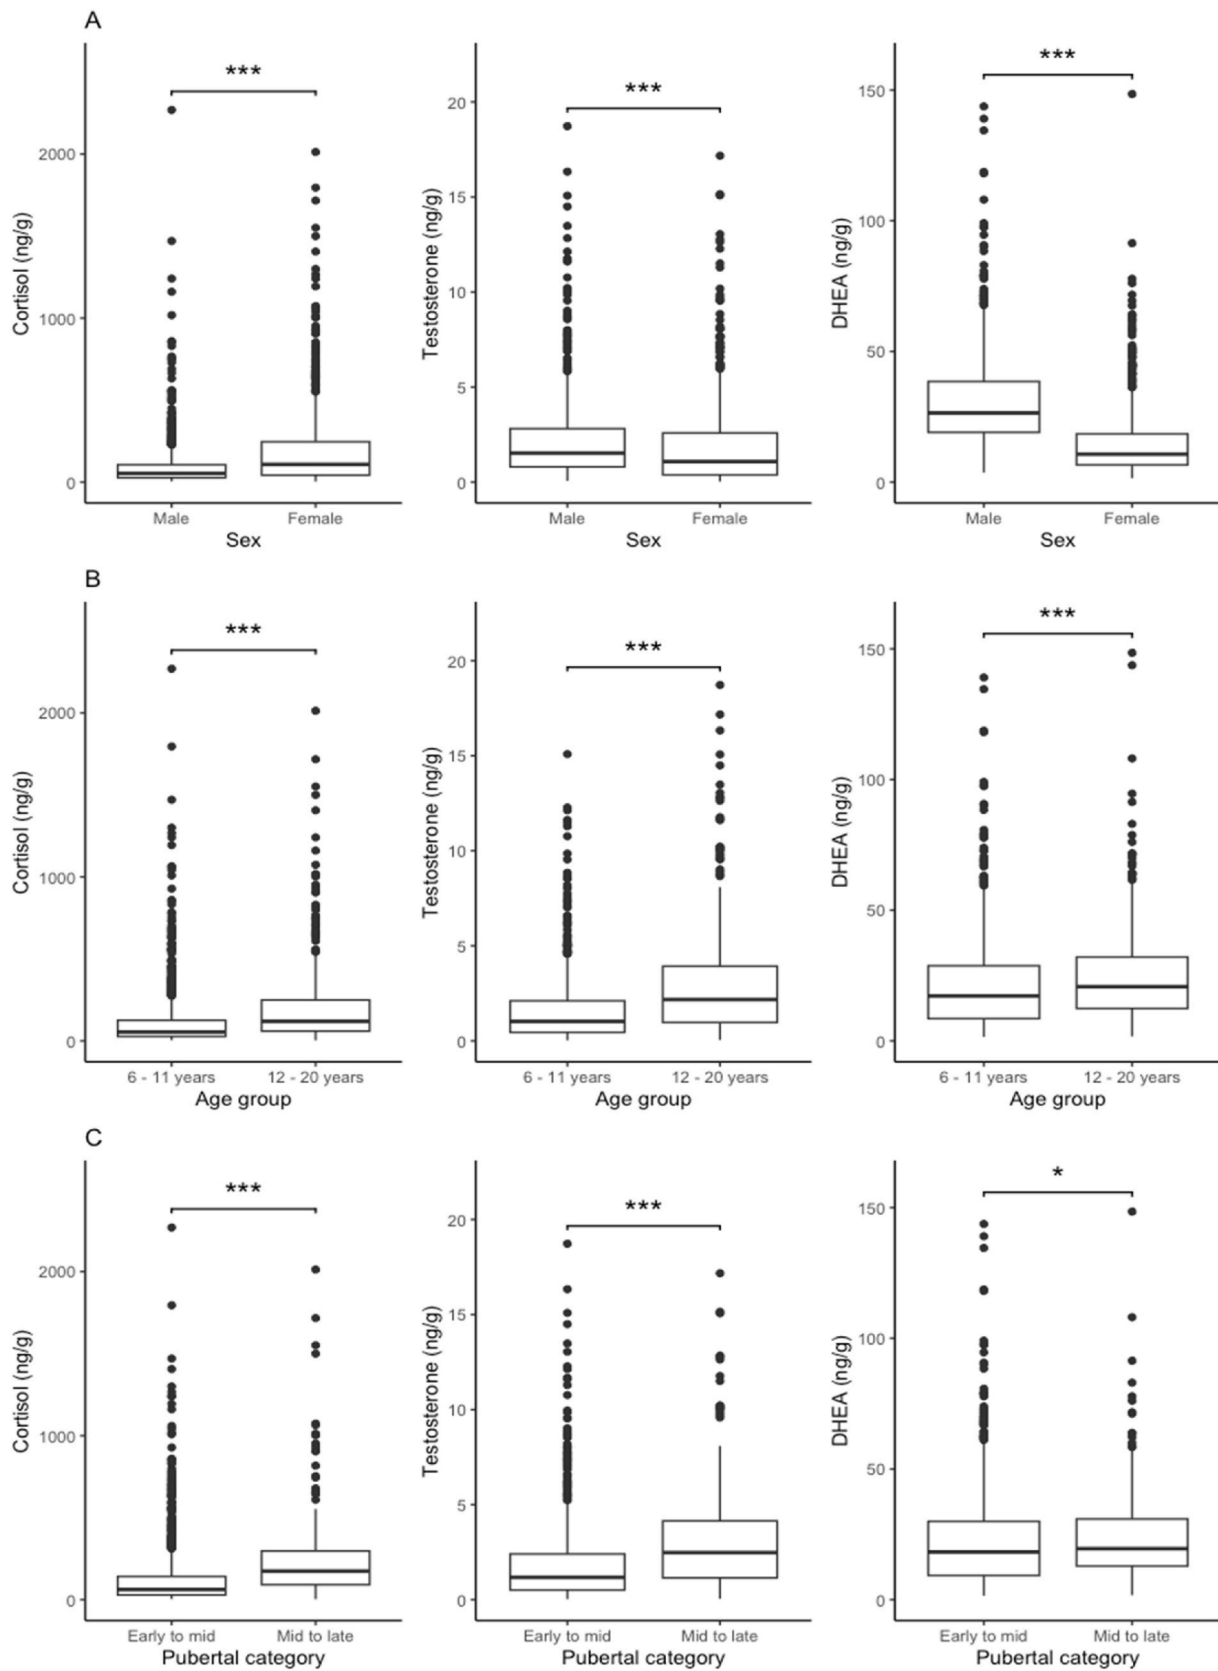 A
***
***
***
Cortisol (ng/g)
2000
1000
0
Male
Female
Sex
Testosterone (ng/g)
20
15
10
5
0
Male
Female
Sex
DHEA (ng/g)
150
100
50
0
Male
Female
Sex
B
***
***
***
Cortisol (ng/g)
2000
1000
0
6 - 11 years
12 - 20 years
Age group
Testosterone (ng/g)
20
15
10
5
0
6 - 11 years
12 - 20 years
Age group
DHEA (ng/g)
150
100
50
0
6 - 11 years
12 - 20 years
Age group
C
***
***
*
Cortisol (ng/g)
2000
1000
0
Early to mid
Mid to late
Pubertal category
Testosterone (ng/g)
20
15
10
5
0
Early to mid
Mid to late
Pubertal category
DHEA (ng/g)
150
100
50
0
Early to mid
Mid to late
Pubertal category